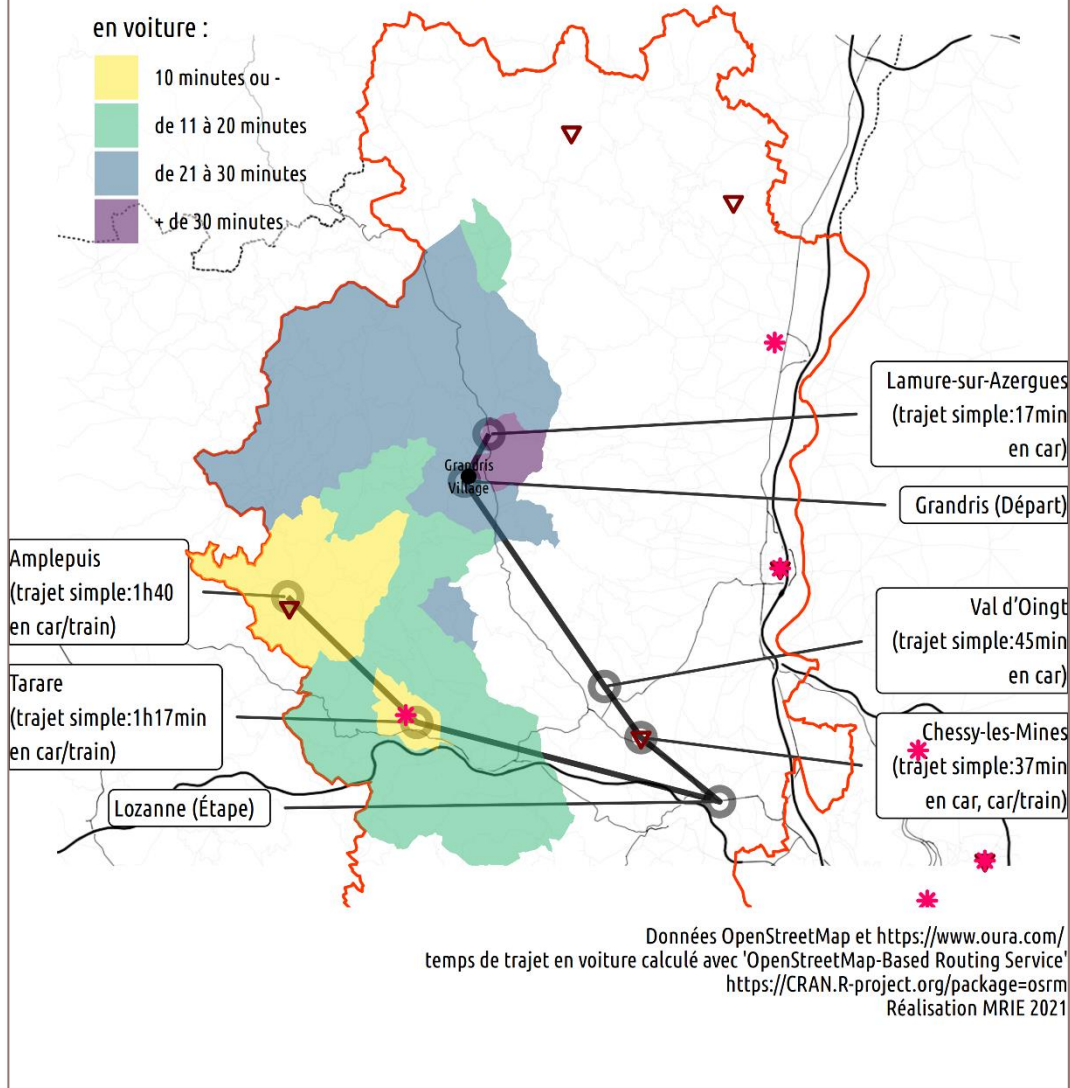 en voiture :
10 minutes ou -
de 11 à 20 minutes
de 21 à 30 minutes
+ de 30 minutes
Lamure-sur-Azergues
(trajet simple:17min
en car)
Grandris
Village
Grandris (Départ)
Amplepuis
(trajet simple:1h40
en car/train)
Val d'Oingt
(trajet simple:45min
en car)
Tarare
(trajet simple:1h17min
en car/train)
Chessy-les-Mines
(trajet simple:37min
en car, car/train)
Lozanne (Étape)
Données OpenStreetMap et https://www.oura.com/
temps de trajet en voiture calculé avec 'OpenStreetMap-Based Routing Service'
https://CRAN.R-project.org/package=osrm
Réalisation MRIE 2021